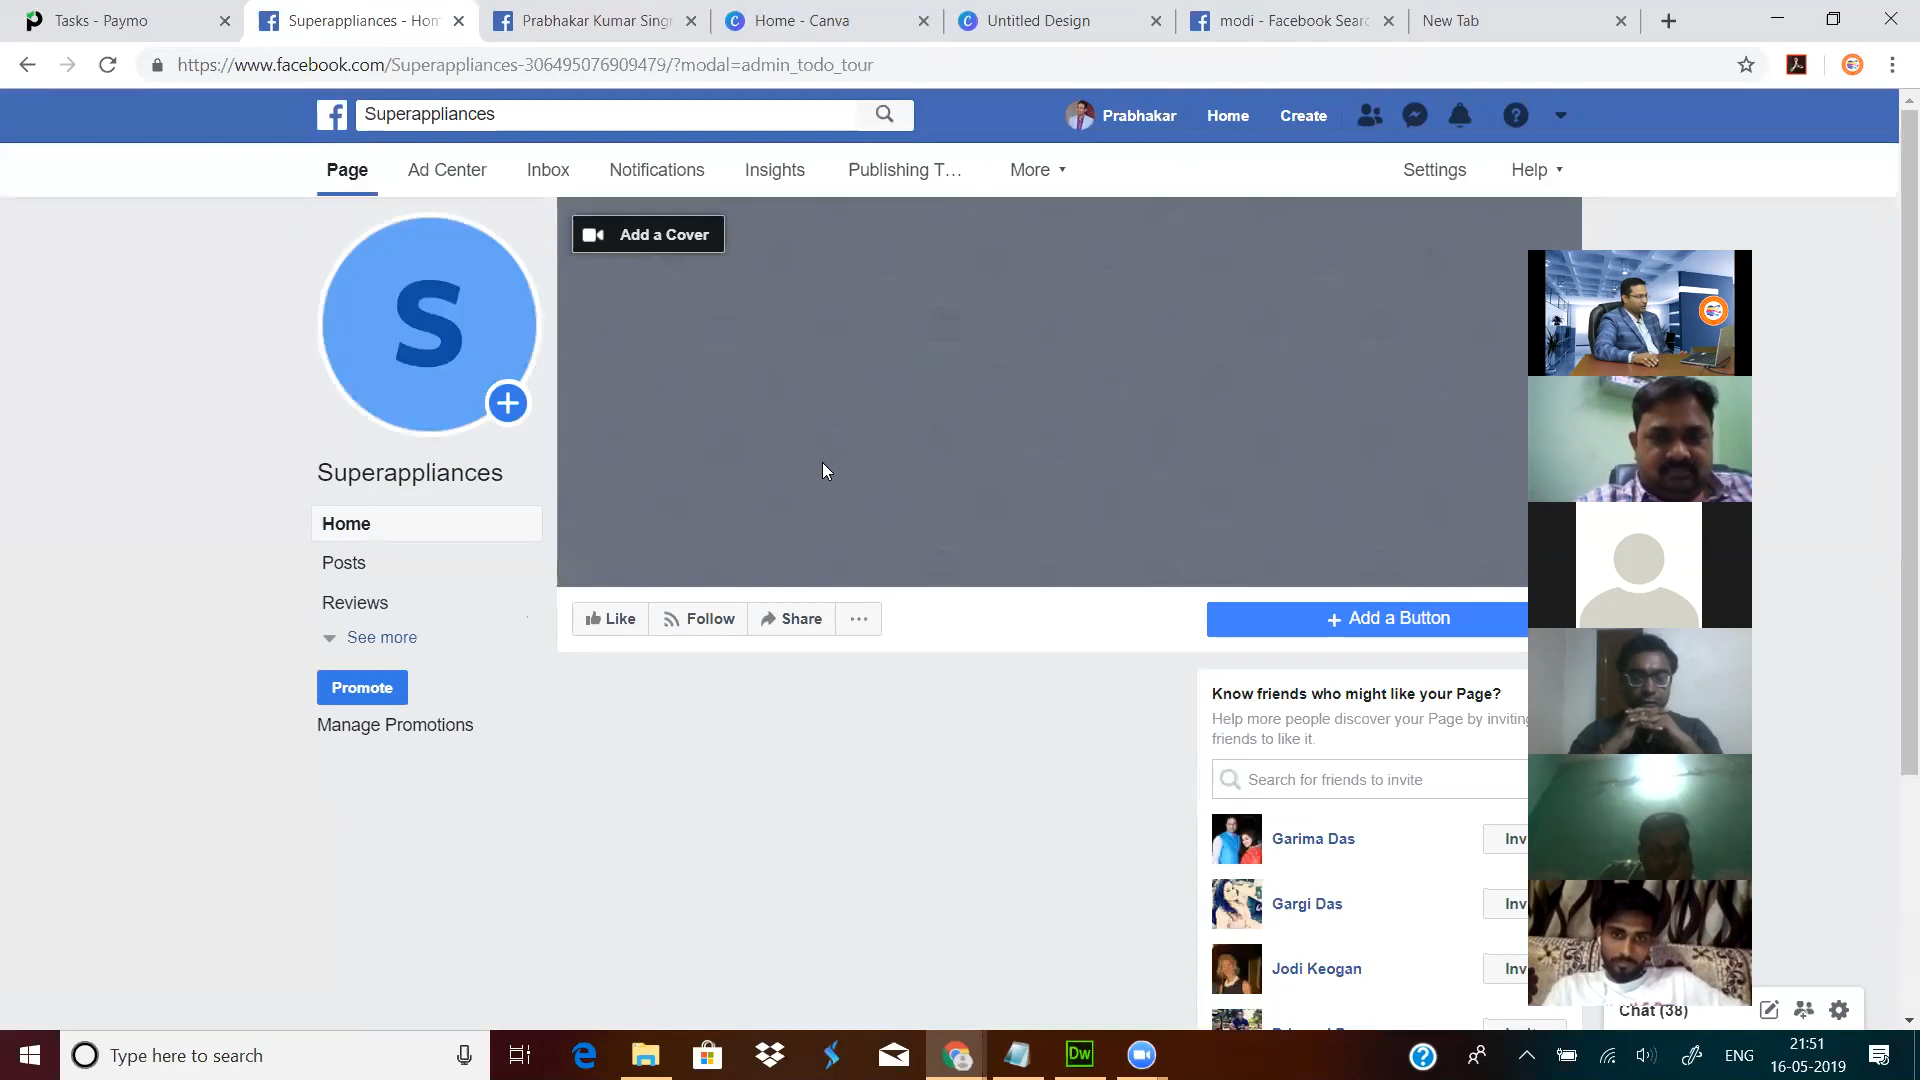 Tasks - Paymo
Superappliances - Hom
Prabhakar Kumar Sing
Home - Canva
Untitled Design
modi - Facebook Searc
New Tab
https://www.facebook.com/Superappliances-306495076909479/?modal=admin_todo_tour
Superappliances
Prabhakar
Home
Create
Page
Ad Center
Inbox
Notifications
Insights
Publishing T…
More
Settings
Help
Add a Cover
S
Superappliances
Home
Posts
Reviews
See more
Promote
Manage Promotions
Like
Follow
Share
+ Add a Button
Know friends who might like your Page?
Help more people discover your Page by inviting
friends to like it.
Search for friends to invite
Garima Das
Inv
Gargi Das
Inv
Jodi Keogan
Inv
Chat (38)
Type here to search
Dw
ENG
21:51
16-05-2019